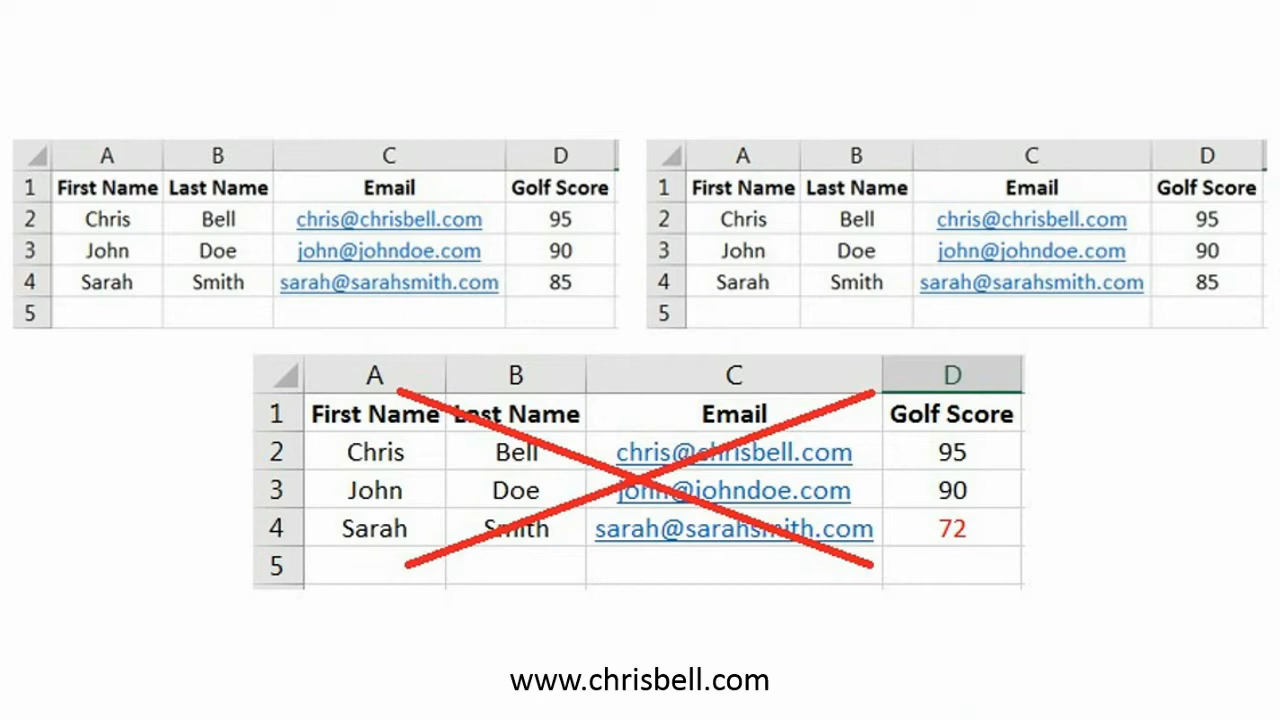 A B C D
1 First Name Last Name Email Golf Score
2 Chris Bell chris@chrisbell.com 95
3 John Doe john@johndoe.com 90
4 Sarah Smith sarah@sarahsmith.com 85
5
A B C D
1 First Name Last Name Email Golf Score
2 Chris Bell chris@chrisbell.com 95
3 John Doe john@johndoe.com 90
4 Sarah Smith sarah@sarahsmith.com 85
5
A B C D
1 First Name Last Name Email Golf Score
2 Chris Bell chris@chrisbell.com 95
3 John Doe john@johndoe.com 90
4 Sarah Smith sarah@sarahsmith.com 72
5
www.chrisbell.com